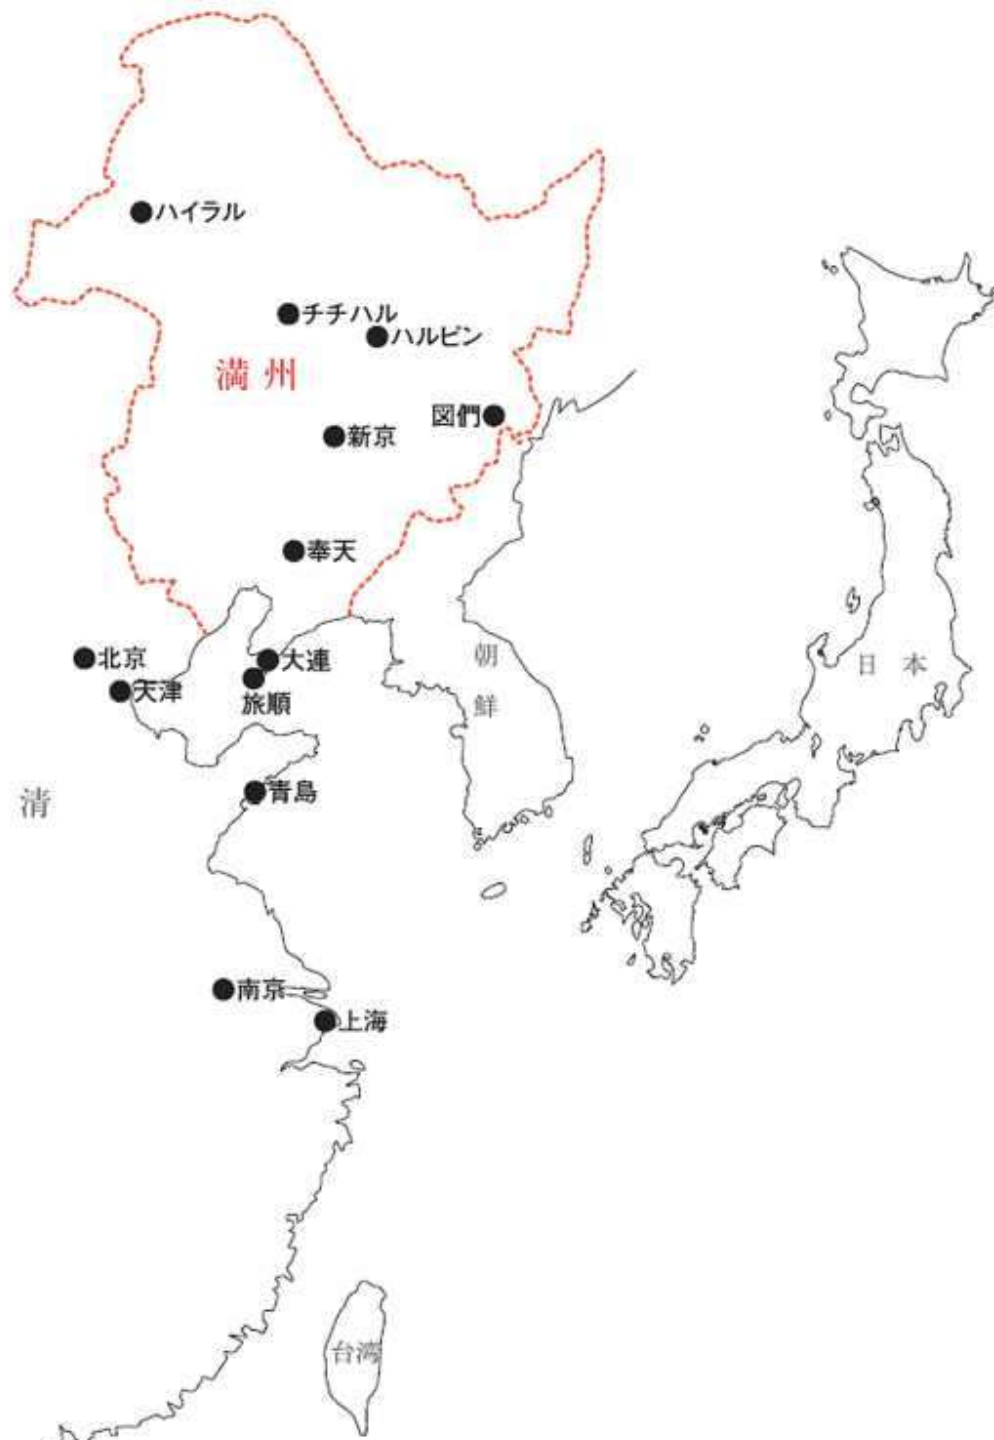 ハイラル
チチハル
ハルビン
満州
図們
新京
奉天
北京
大連
朝鮮
日本
天津
旅順
青島
清
南京
上海
台湾